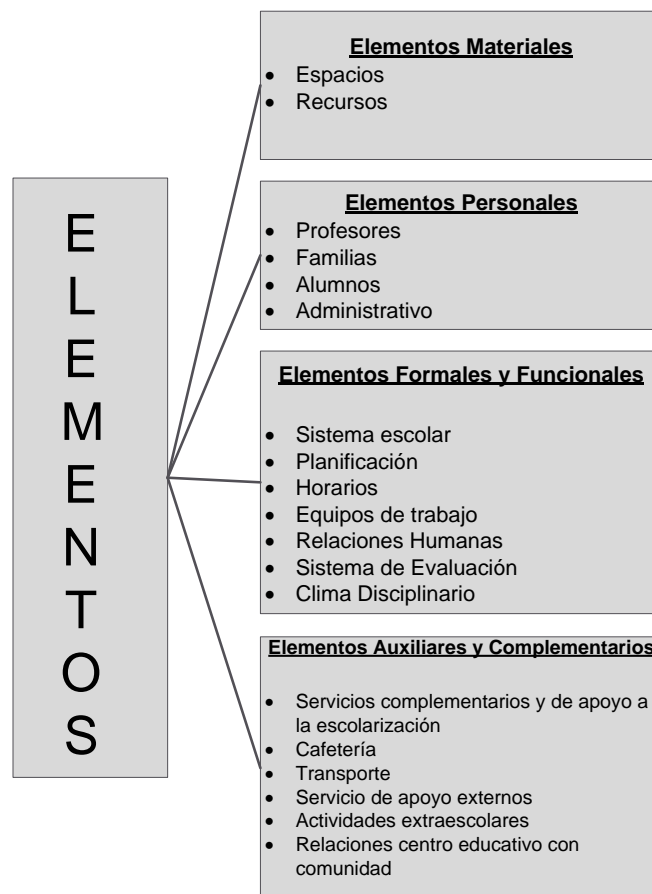 ELEMENTOS
Elementos Materiales
• Espacios
• Recursos
Elementos Personales
• Profesores
• Familias
• Alumnos
• Administrativo
Elementos Formales y Funcionales
• Sistema escolar
• Planificación
• Horarios
• Equipos de trabajo
• Relaciones Humanas
• Sistema de Evaluación
• Clima Disciplinario
Elementos Auxiliares y Complementarios
• Servicios complementarios y de apoyo a
la escolarización
• Cafetería
• Transporte
• Servicio de apoyo externos
• Actividades extraescolares
• Relaciones centro educativo con
comunidad